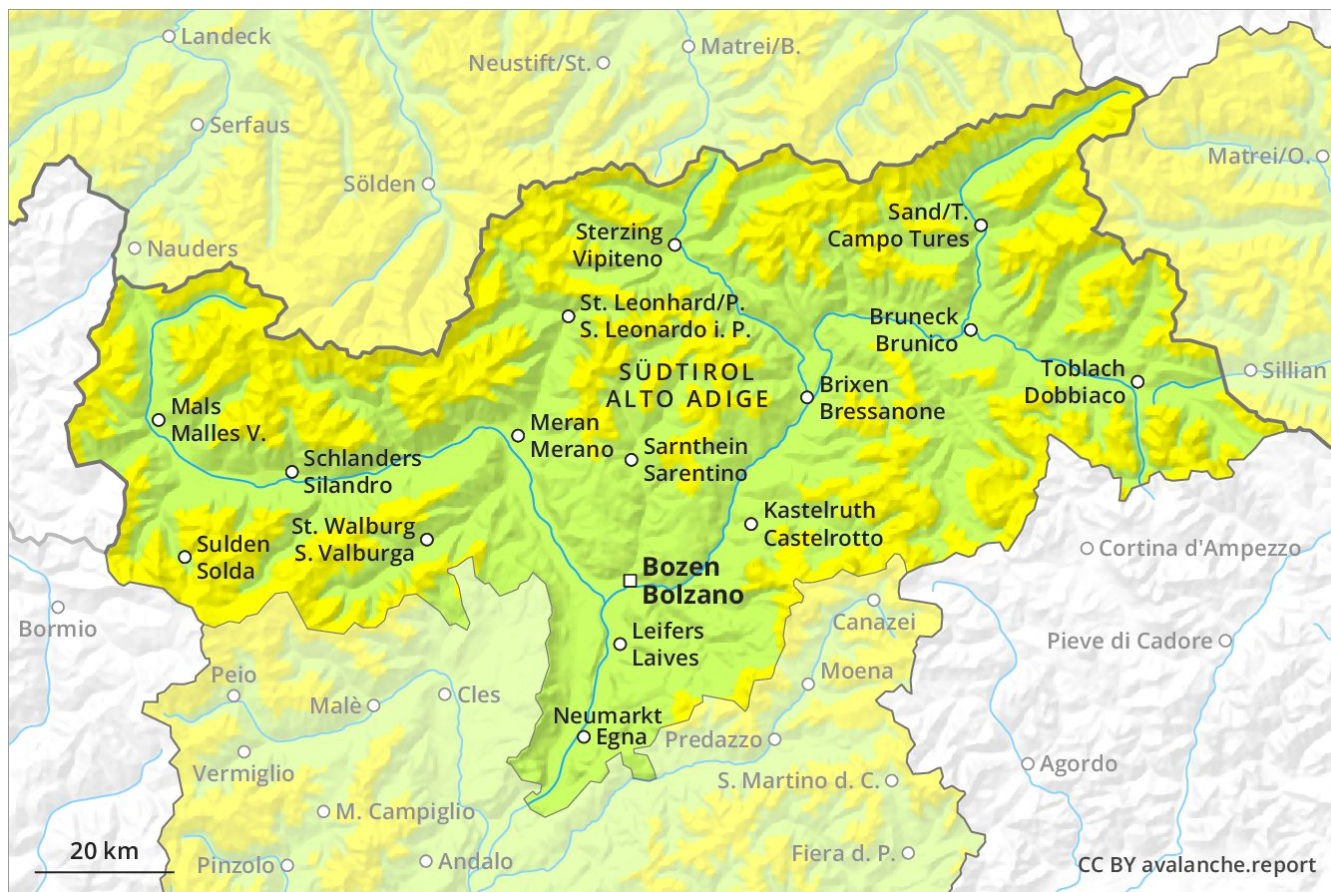 Landeck
Matrei/B.
Neustift/St.
Serfaus
Matrei/O.
Sölden
Nauders
Sand/T.
Campo Tures
Sterzing
Vipiteno
St. Leonhard/P.
S. Leonardo i. P.
Bruneck
Brunico
SÜDTIROL
ALTO ADIGE
Toblach
Dobbiaco
Sillian
Brixen
Bressanone
Mals
Malles V.
Meran
Merano
Sarnthein
Sarentino
Schlanders
Silandro
Kastelruth
Castelrotto
St. Walburg
S. Valburga
Sulden
Solda
Cortina d'Ampezzo
Bozen
Bolzano
Bormio
Canazei
Leifers
Laives
Pieve di Cadore
Peio
Moena
Malè
Cles
Neumarkt
Egna
Predazzo
Vermiglio
Agordo
S. Martino d. C.
M. Campiglio
20 km
Pinzolo
Andalo
Fiera d. P.
CC BY avalanche.report